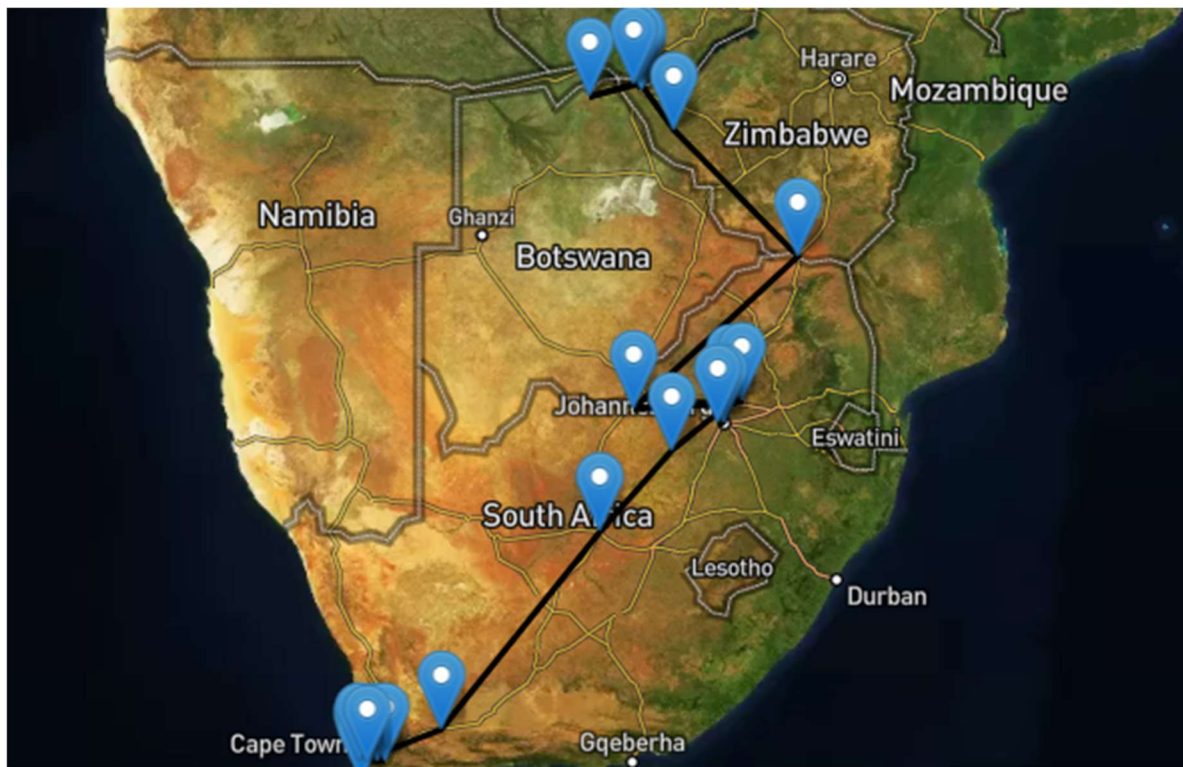 Harare
Mozambique
Zimbabwe
Namibia
Ghanzi
Botswana
Eswatini
South Africa
Lesotho
Durban
Cape Town
Gqeberha